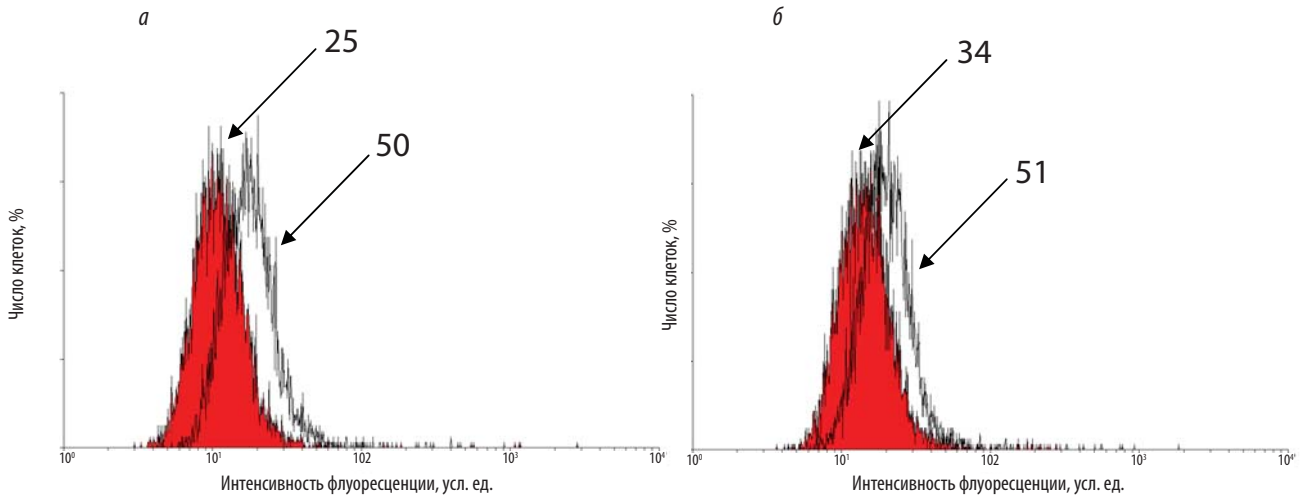 а
25
50
Число клеток, %
10⁰ 10¹ 102 10³ 10⁴
Интенсивность флуоресценции, усл. ед.
б
34
51
Число клеток, %
10⁰ 10¹ 102 10³ 10⁴
Интенсивность флуоресценции, усл. ед.